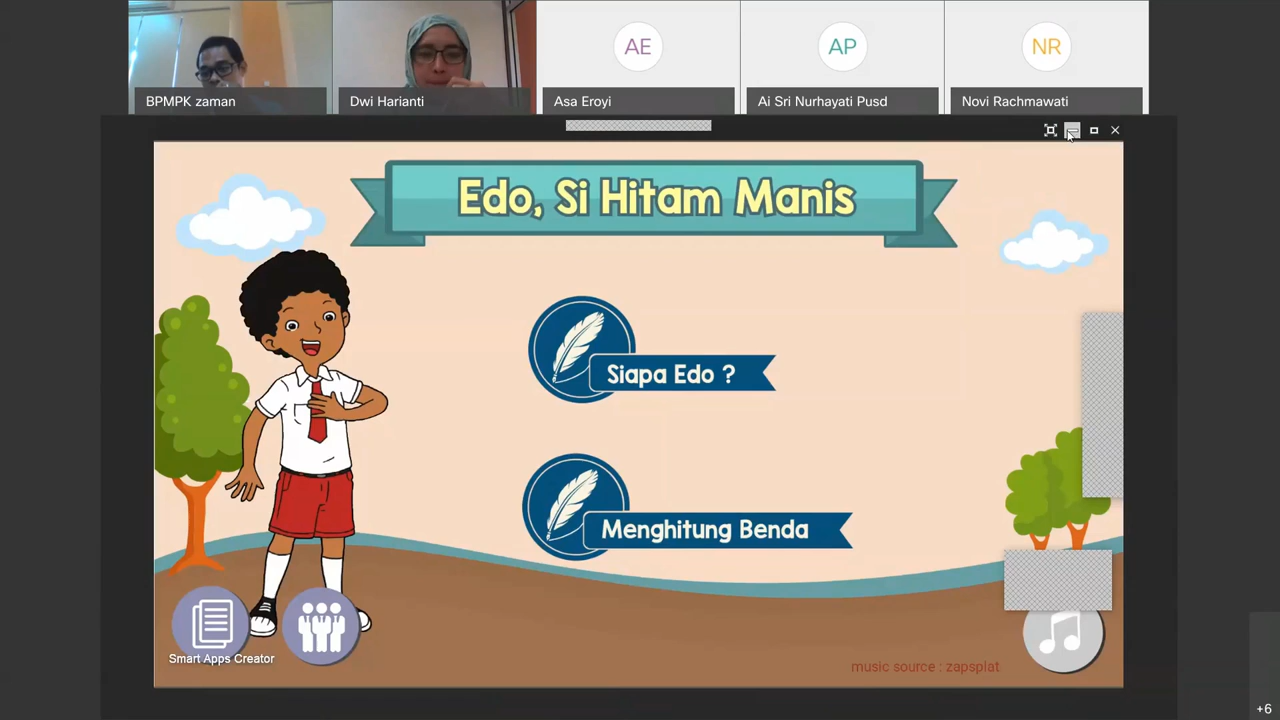 AE
AP
NR
BPMPK zaman
Dwi Harianti
Asa Eroyi
Ai Sri Nurhayati Pusd
Novi Rachmawati
Edo, Si Hitam Manis
Siapa Edo ?
Menghitung Benda
Smart Apps Creator
music source : zapsplat
+6